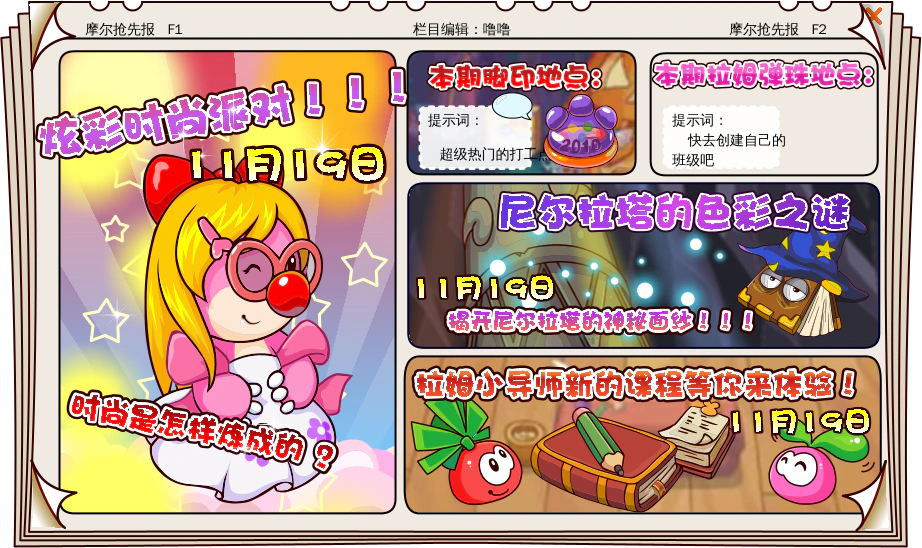 摩尔抢先报 F1
栏目编辑：噜噜
摩尔抢先报 F2
炫彩时尚派对！！！
11月19日
时尚是怎样炼成的？
本期脚印地点：
提示词：
超级热门的打工点
2010
本期拉姆弹珠地点：
提示词：
快去创建自己的
班级吧
尼尔拉塔的色彩之谜
11月19日
揭开尼尔拉塔的神秘面纱！！！
拉姆小导师新的课程等你来体验！
11月19日